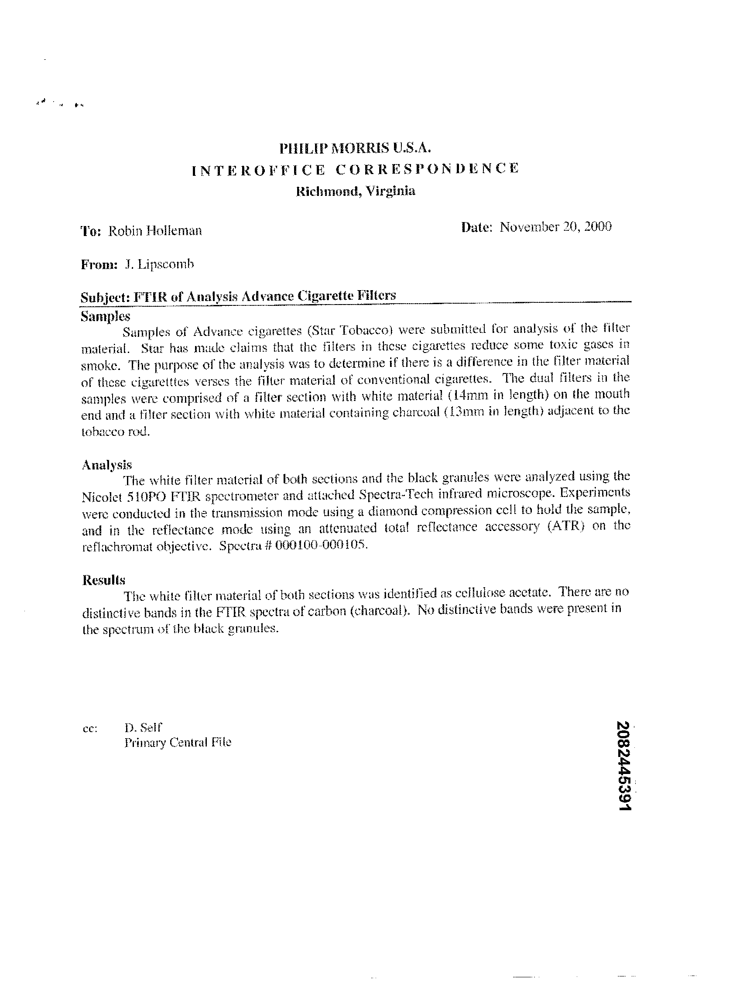 PHILIP MORRIS U.S.A.
INTEROFFICE CORRESPONDENCE
Richmond, Virginia
To: Robin Holleman
Date: November 20, 2000
From: J. Lipscomb
Subject: FTIR of Analysis Advance Cigarette Filters
Samples
Samples of Advance cigarettes (Star Tobacco) were submitted for analysis of the filter
material. Star has made claims that the filters in these cigarettes reduce some toxic gases in
smoke. The purpose of the analysis was to determine if there is a difference in the filter material
of these cigaretttes verses the filter material of conventional cigarettes. The dual filters in the
samples were comprised of a filter section with white material (14mm in length) on the mouth
end and a filter section with white material containing charcoal (13mm in length) adjacent to the
tobacco rod.
Analysis
The white filter material of both sections and the black granules were analyzed using the
Nicolet 510PO FTIR spectrometer and attached Spectra-Tech infrared microscope. Experiments
were conducted in the transmission mode using a diamond compression cell to hold the sample,
and in the reflectance mode using an attenuated total reflectance accessory (ATR) on the
reflachromat objective. Spectra # 000100-000105.
Results
The white filter material of both sections was identified as cellulose acetate. There are no
distinctive bands in the FTIR spectra of carbon (charcoal). No distinctive bands were present in
the spectrum of the black granules.
cc: D. Self
Primary Central File
2082445391